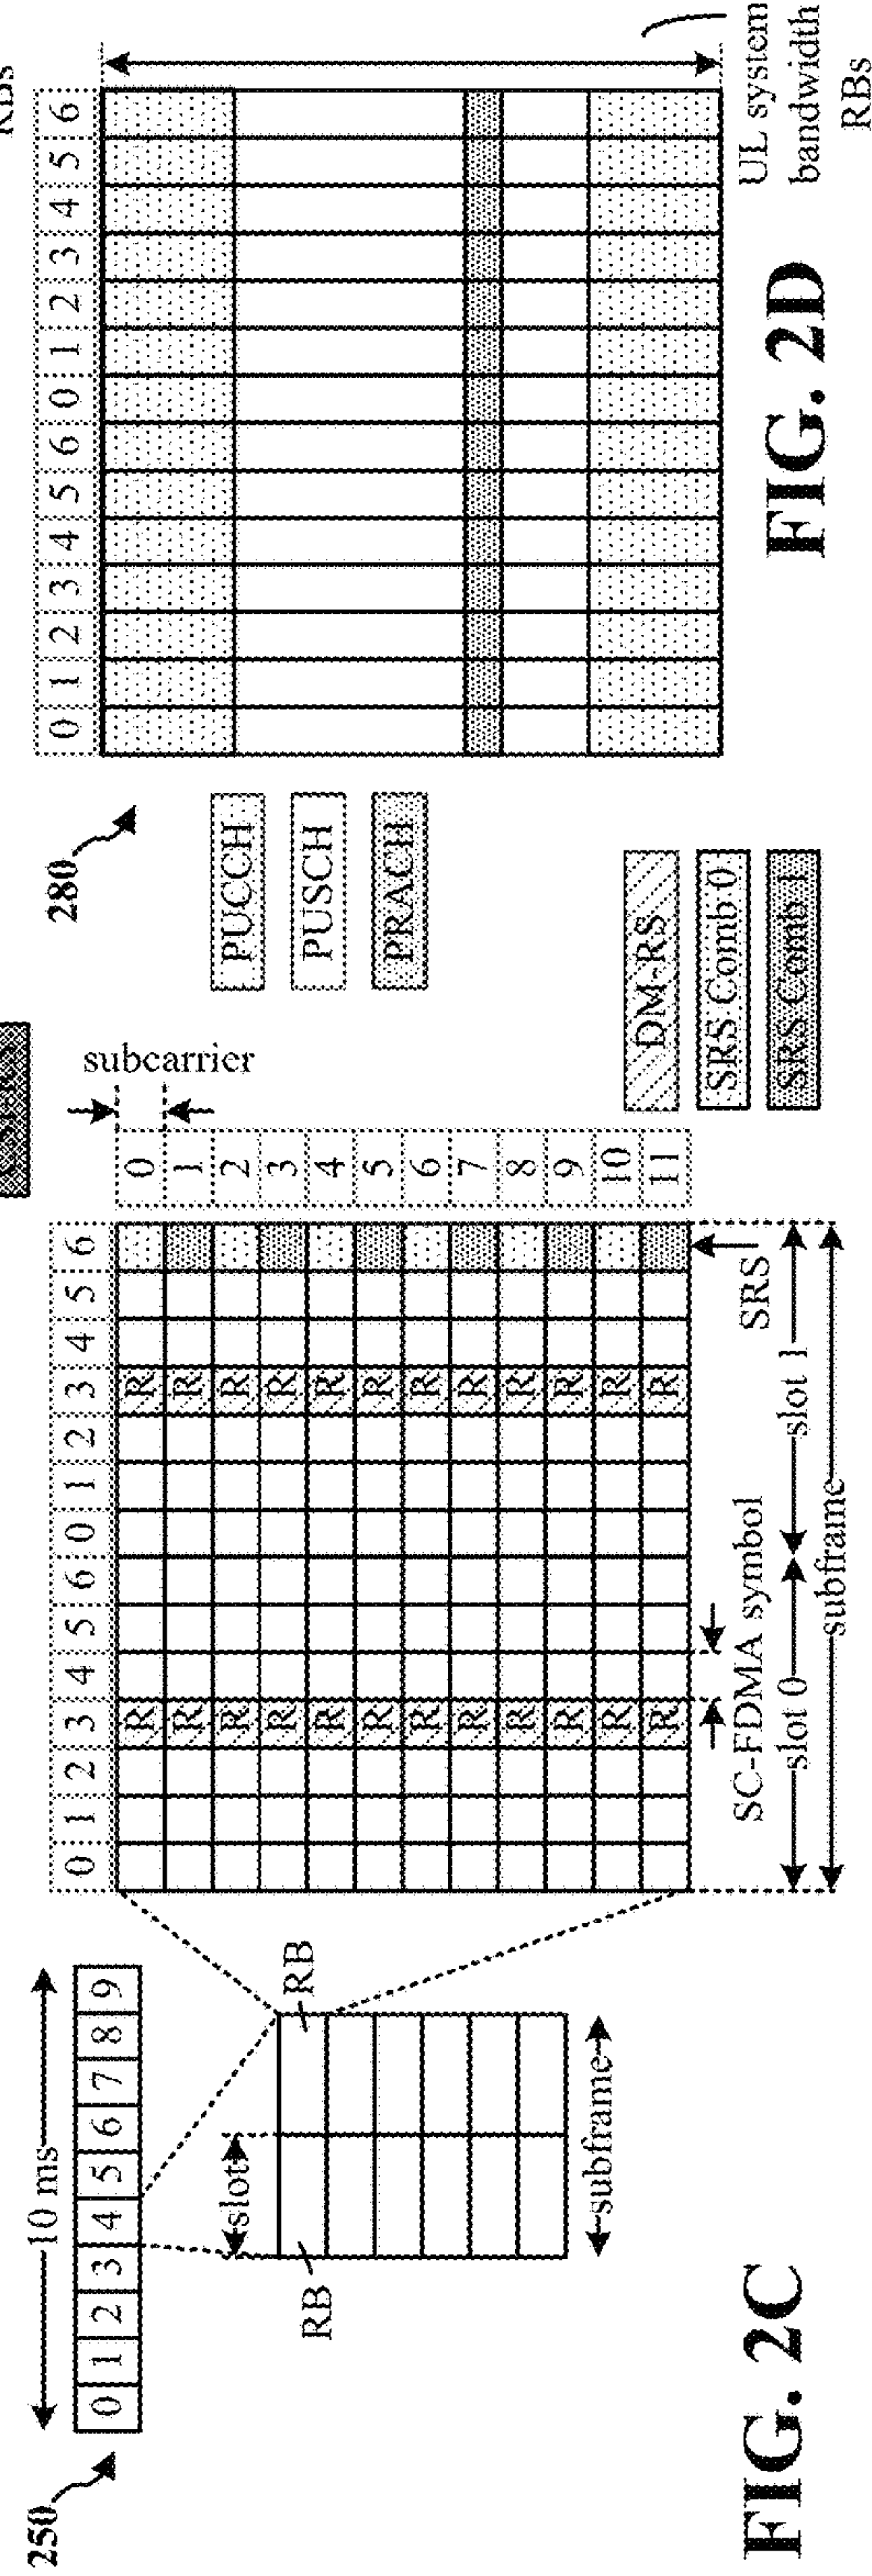 250
10 ms
0 1 2 3 4 5 6 7 8 9
slot
RB
RB
subframe
FIG. 2C
0 1 2 3 4 5 6 0 1 2 3 4 5 6
subcarrier
R R 0
R R 1
R R 2
R R 3
R R 4
R R 5
R R 6
R R 7
R R 8
R R 9
R R 10
R R 11
SC-FDMA symbol
SRS
slot 0
slot 1
subframe
DM-RS
SRS Comb 0
SRS Comb 1
280
PUCCH
PUSCH
PRACH
0 1 2 3 4 5 6 0 1 2 3 4 5 6
UL system
bandwidth
RBs
RBs
FIG. 2D